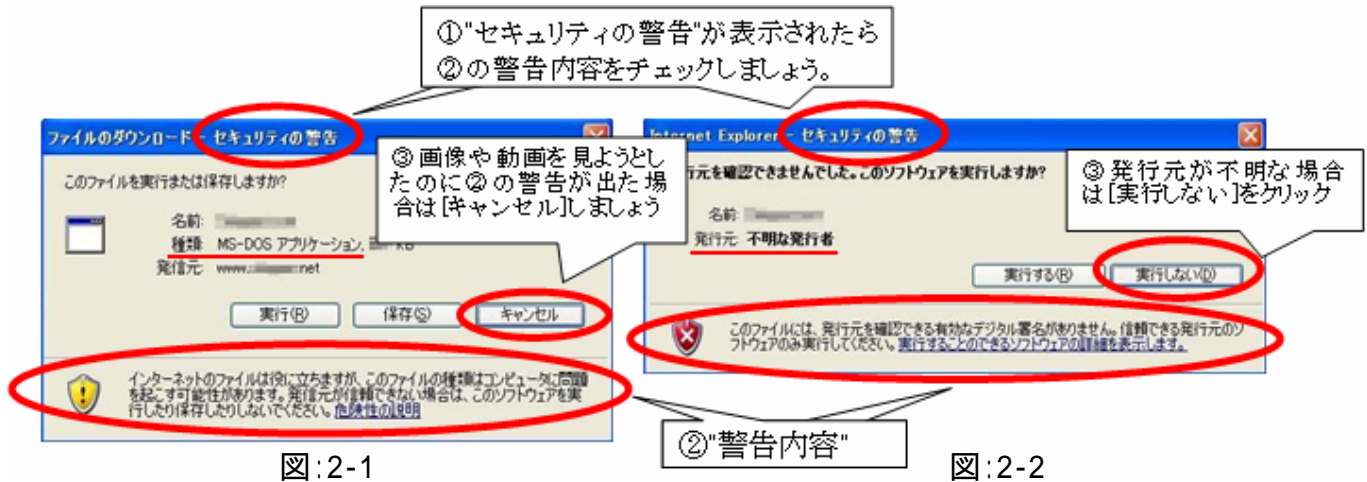 ①"セキュリティの警告"が表示されたら
②の警告内容をチェックしましょう。
ファイルのダウンロード - セキュリティの警告
このファイルを実行または保存しますか?
名前:
種類: MS-DOS アプリケーション,
発信元: www. net
実行(R)
保存(S)
キャンセル
インターネットのファイルは役に立ちますが、このファイルの種類はコンピュータに問題
を起こす可能性があります。発信元が信頼できない場合は、このソフトウェアを実
行したり保存したりしないでください。危険性の説明
③画像や動画を見ようとし
たのに②の警告が出た場
合は[キャンセル]しましょう
Internet Explorer - セキュリティの警告
行元を確認できませんでした。このソフトウェアを実行しますか?
名前:
発行元: 不明な発行者
実行する(R)
実行しない(D)
このファイルには、発行元を確認できる有効なデジタル署名がありません。信頼できる発行元のソ
フトウェアのみ実行してください。実行することのできるソフトウェアの詳細を表示します。
③発行元が不明な場合
は[実行しない]をクリック
②"警告内容"
図:2-1
図:2-2